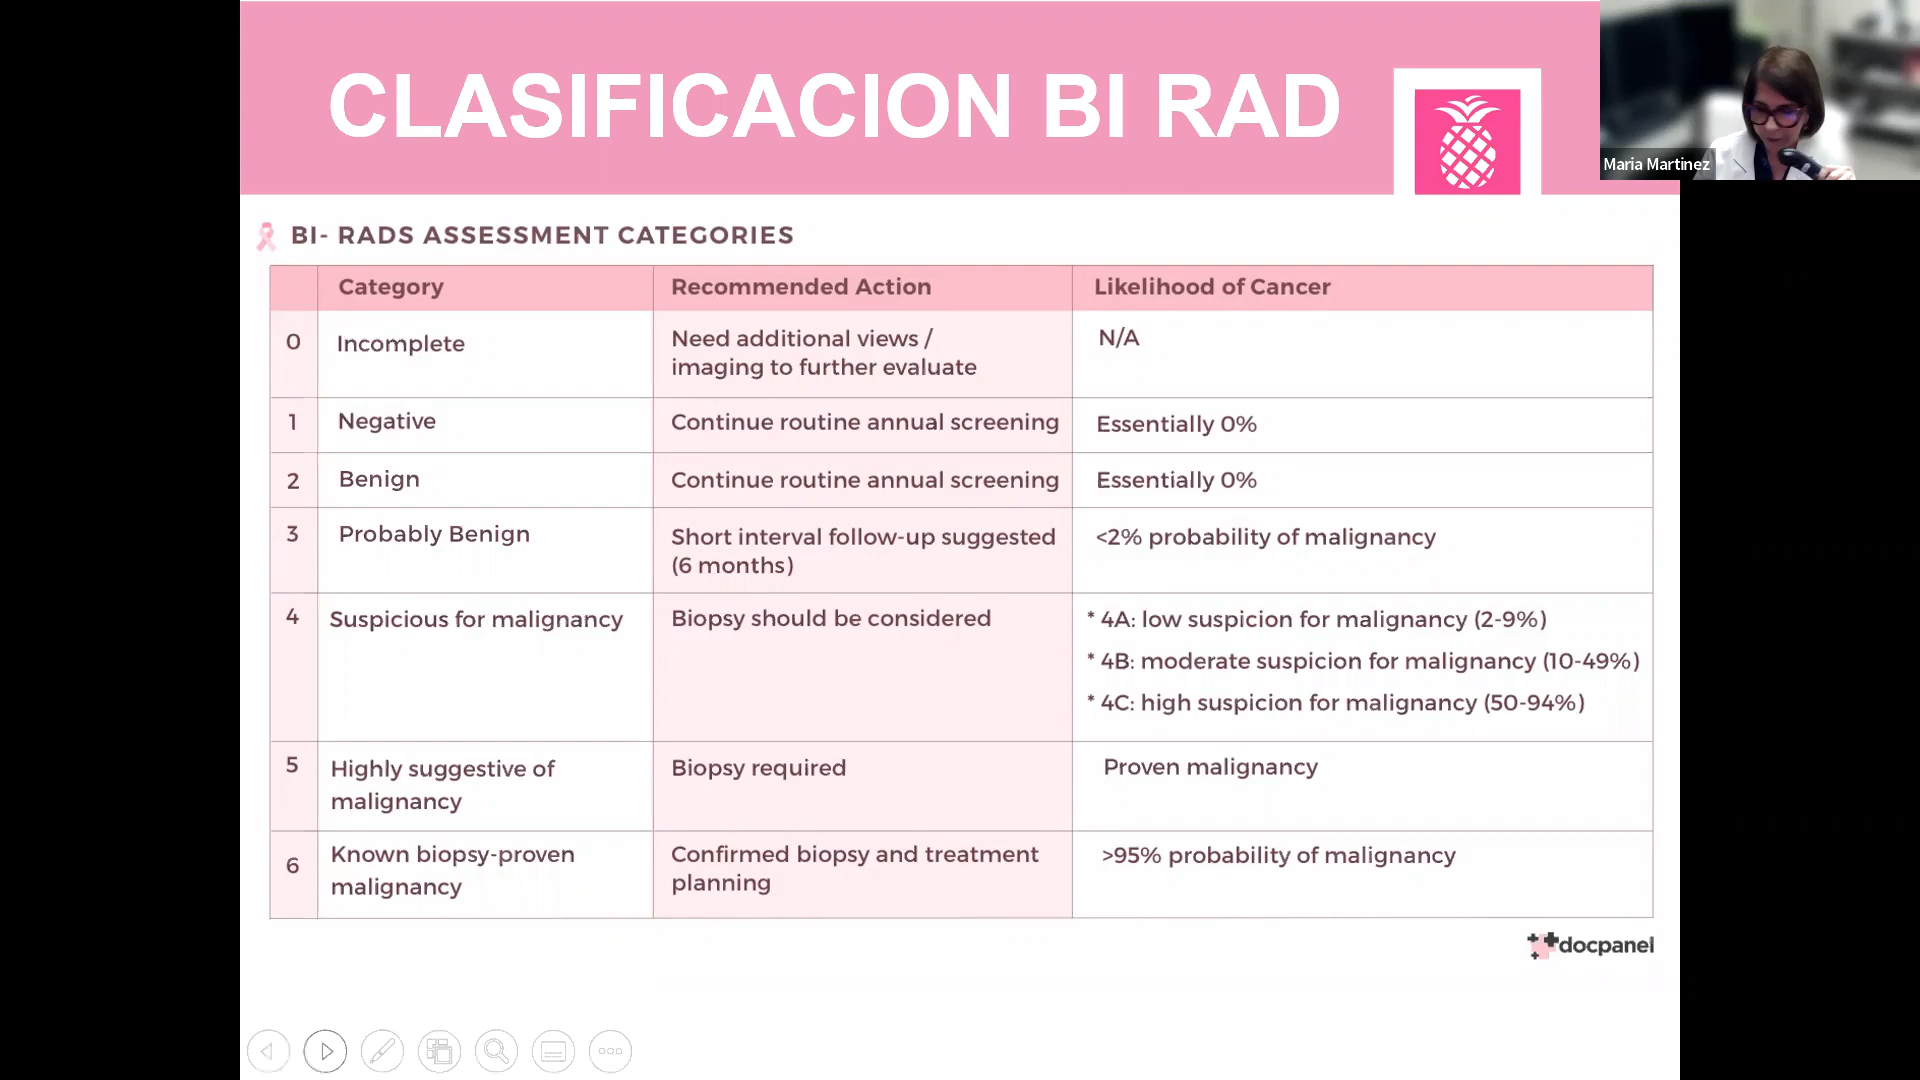 CLASIFICACION BI RAD
Maria Martinez
BI- RADS ASSESSMENT CATEGORIES
Category Recommended Action Likelihood of Cancer
0 Incomplete Need additional views / N/A
imaging to further evaluate
1 Negative Continue routine annual screening Essentially 0%
2 Benign Continue routine annual screening Essentially 0%
3 Probably Benign Short interval follow-up suggested <2% probability of malignancy
(6 months)
4 Suspicious for malignancy Biopsy should be considered * 4A: low suspicion for malignancy (2-9%)
* 4B: moderate suspicion for malignancy (10-49%)
* 4C: high suspicion for malignancy (50-94%)
5 Highly suggestive of Biopsy required Proven malignancy
malignancy
6 Known biopsy-proven Confirmed biopsy and treatment >95% probability of malignancy
malignancy planning
docpanel